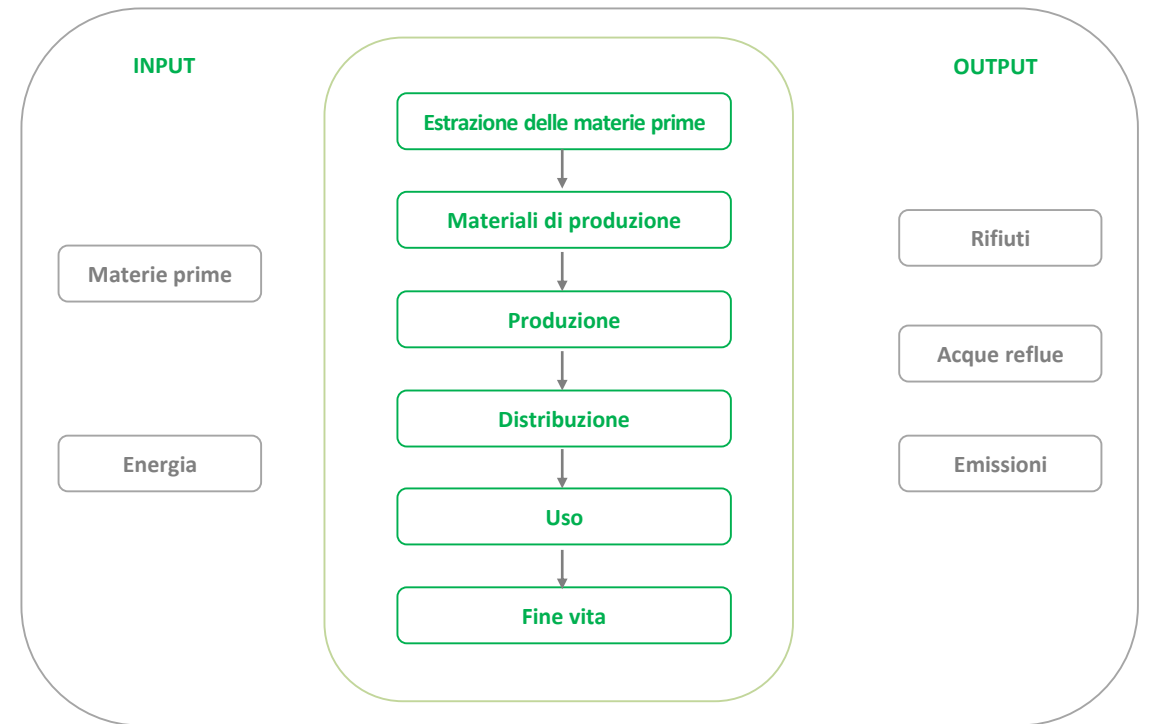 INPUT
Materie prime
Energia
Estrazione delle materie prime
Materiali di produzione
Produzione
Distribuzione
Uso
Fine vita
OUTPUT
Rifiuti
Acque reflue
Emissioni